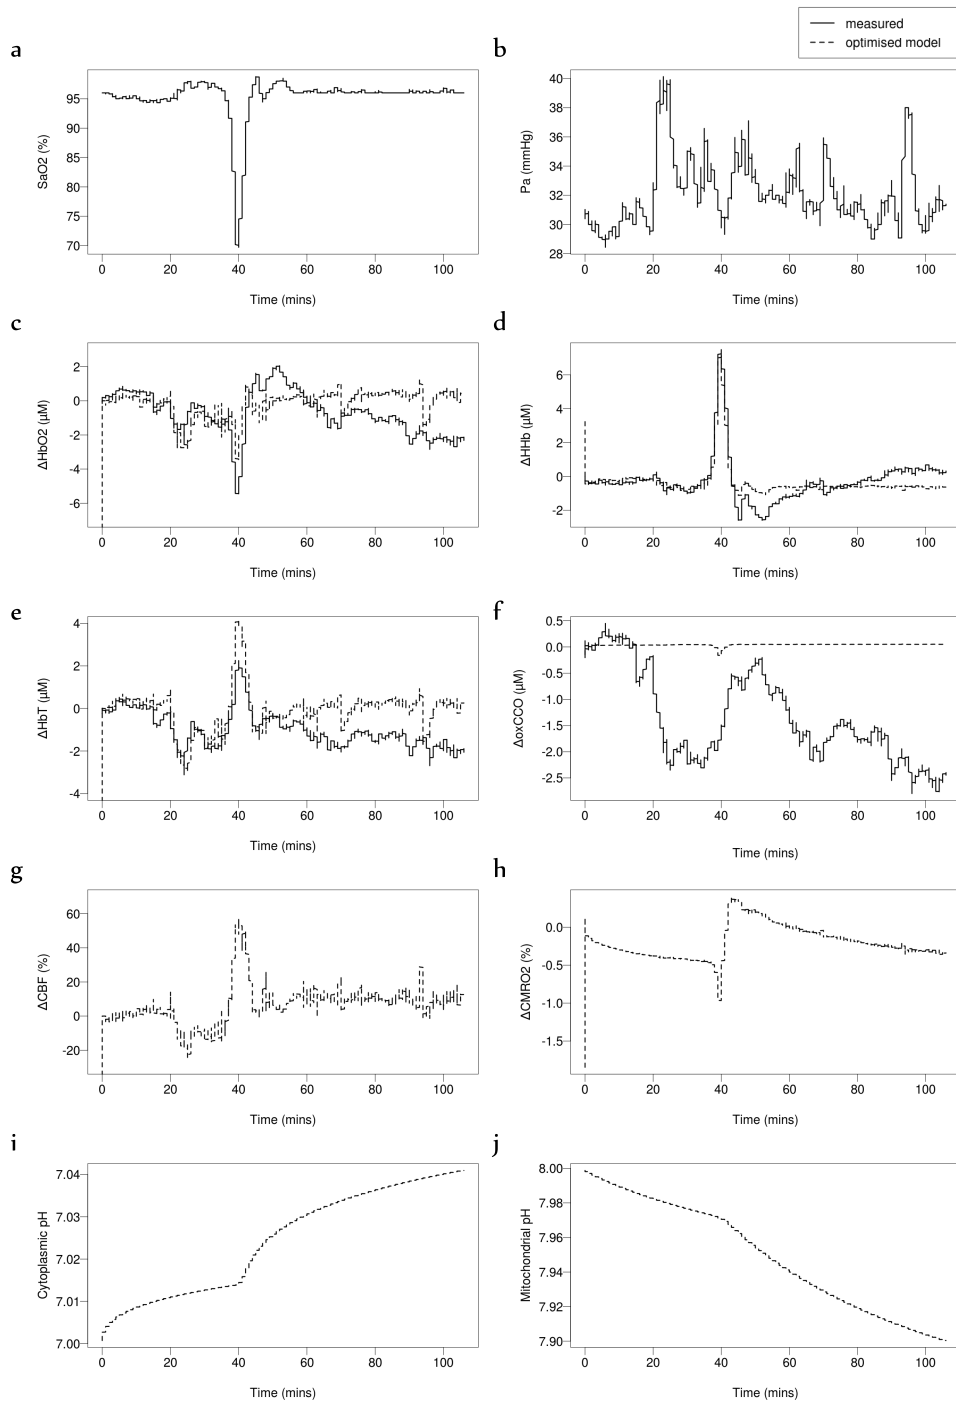 measured
optimised model
a
SaO2 (%)
95
90
85
80
75
70
0 20 40 60 80 100
Time (mins)
b
Pa (mmHg)
40
38
36
34
32
30
28
0 20 40 60 80 100
Time (mins)
c
ΔHbO2 (μM)
2
0
-2
-4
-6
0 20 40 60 80 100
Time (mins)
d
ΔHHb (μM)
6
4
2
0
-2
0 20 40 60 80 100
Time (mins)
e
ΔHbT (μM)
4
2
0
-2
-4
0 20 40 60 80 100
Time (mins)
f
ΔoxCCO (μM)
0.5
0.0
-0.5
-1.0
-1.5
-2.0
-2.5
0 20 40 60 80 100
Time (mins)
g
ΔCBF (%)
60
40
20
0
-20
0 20 40 60 80 100
Time (mins)
h
ΔCMRO2 (%)
0.0
-0.5
-1.0
-1.5
0 20 40 60 80 100
Time (mins)
i
Cytoplasmic pH
7.04
7.03
7.02
7.01
7.00
0 20 40 60 80 100
Time (mins)
j
Mitochondrial pH
8.00
7.98
7.96
7.94
7.92
7.90
0 20 40 60 80 100
Time (mins)